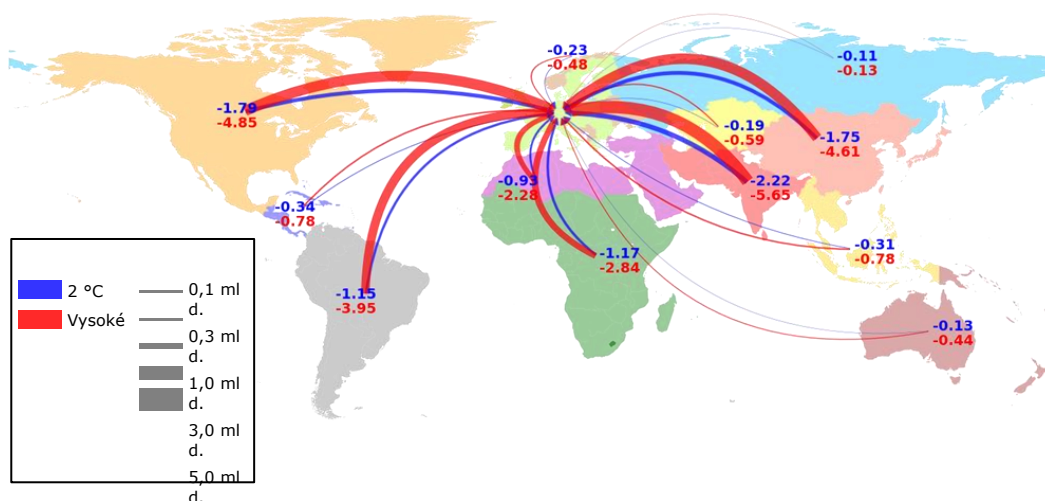 -0.23
-0.48
-0.11
-0.13
-1.79
-4.85
-0.19
-0.59
-1.75
-4.61
-0.93
-2.28
-2.22
-5.65
-0.34
-0.78
-0.31
-0.78
-1.17
-2.84
-1.15
-3.95
-0.13
-0.44
2 °C
Vysoké
0,1 ml
d.
0,3 ml
d.
1,0 ml
d.
3,0 ml
d.
5,0 ml
d.